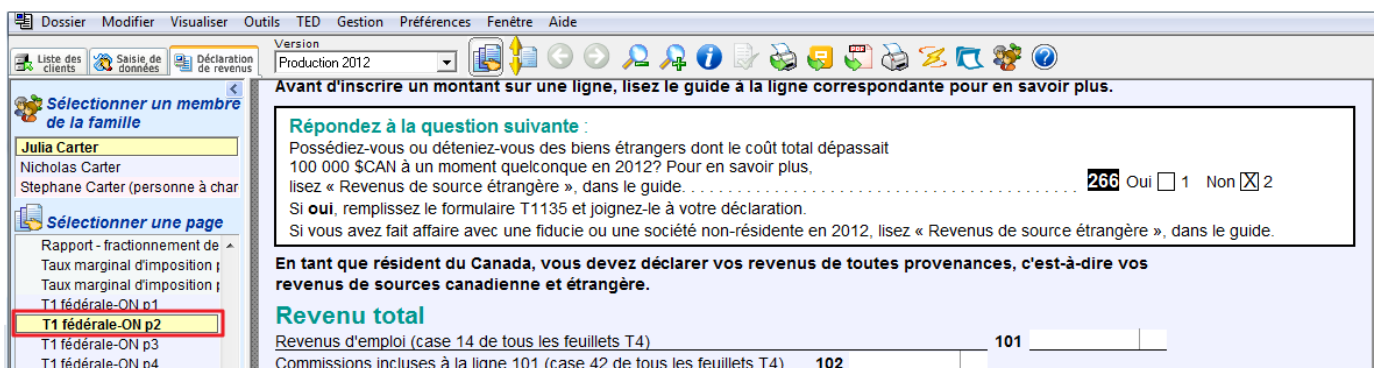 Dossier Modifier Visualiser Outils TED Gestion Préférences Fenêtre Aide
Liste des clients
Saisie de données
Déclaration de revenus
Version
Production 2012
Sélectionner un membre
de la famille
Julia Carter
Nicholas Carter
Stephane Carter (personne à char
Sélectionner une page
Rapport - fractionnement de
Taux marginal d'imposition p
Taux marginal d'imposition p
T1 fédérale-ON p1
T1 fédérale-ON p2
T1 fédérale-ON p3
T1 fédérale-ON p4
Avant d'inscrire un montant sur une ligne, lisez le guide à la ligne correspondante pour en savoir plus.
Répondez à la question suivante :
Possédiez-vous ou déteniez-vous des biens étrangers dont le coût total dépassait
100 000 $CAN à un moment quelconque en 2012? Pour en savoir plus,
lisez « Revenus de source étrangère », dans le guide. 266 Oui 1 Non X 2
Si oui, remplissez le formulaire T1135 et joignez-le à votre déclaration.
Si vous avez fait affaire avec une fiducie ou une société non-résidente en 2012, lisez « Revenus de source étrangère », dans le guide.
En tant que résident du Canada, vous devez déclarer vos revenus de toutes provenances, c'est-à-dire vos
revenus de sources canadienne et étrangère.
Revenu total
Revenus d'emploi (case 14 de tous les feuillets T4) 101
Commissions incluses à la ligne 101 (case 42 de tous les feuillets T4) 102